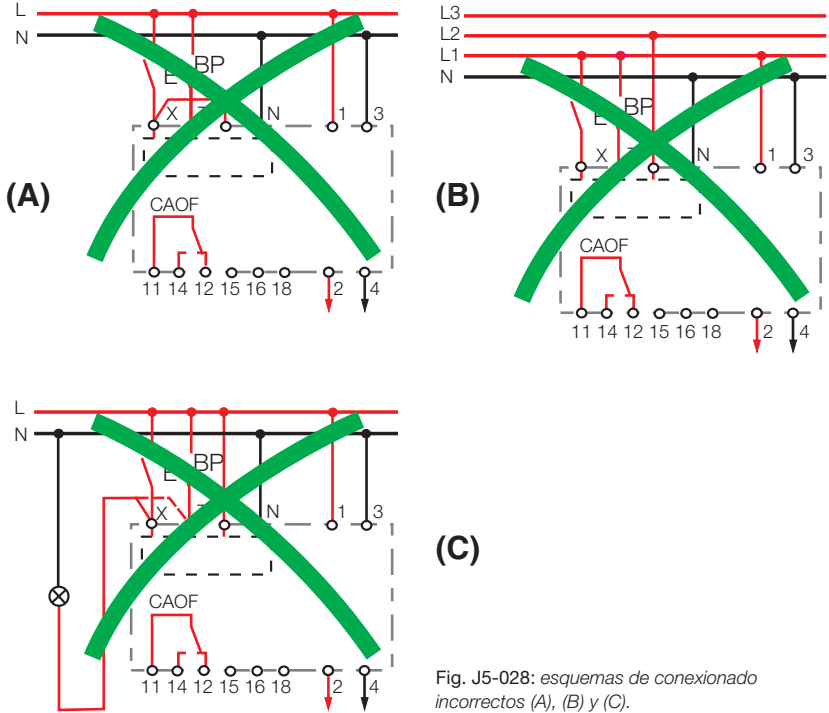 L
N
E BP
X N 1 3
(A)
CAOF
11 14 12 15 16 18 2 4
L3
L2
L1
N
E BP
X N 1 3
(B)
CAOF
11 14 12 15 16 18 2 4
L
N
E BP
X N 1 3
(C)
CAOF
11 14 12 15 16 18 2 4
Fig. J5-028: esquemas de conexionado
incorrectos (A), (B) y (C).